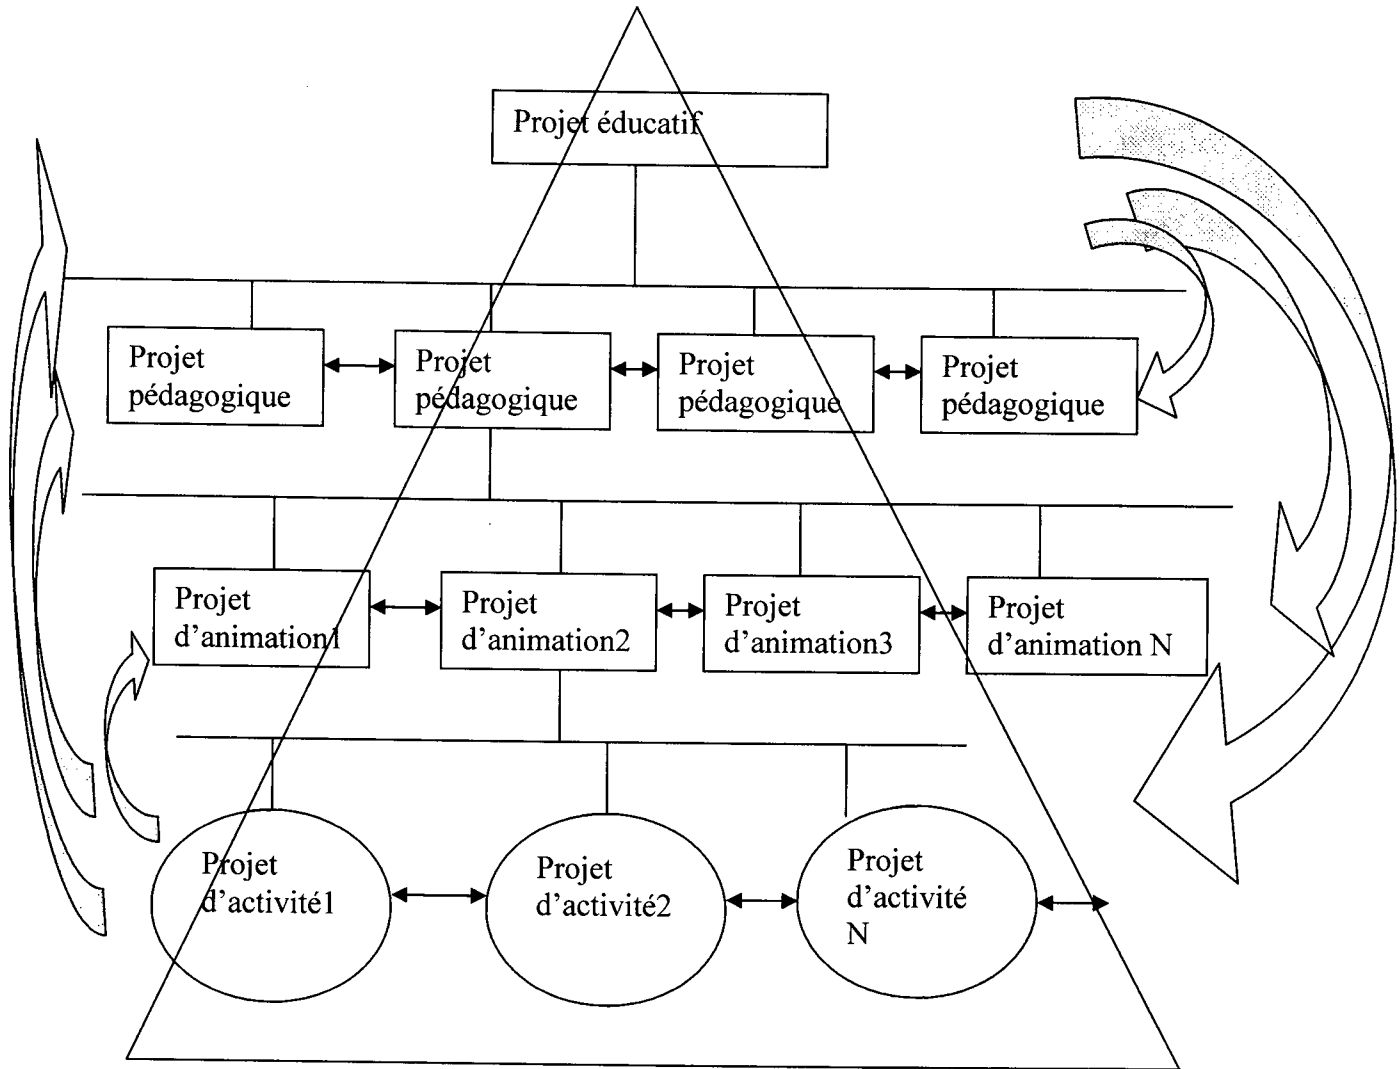 Projet éducatif
Projet
pédagogique
Projet
pédagogique
Projet
pédagogique
Projet
pédagogique
Projet
d’animation1
Projet
d’animation2
Projet
d’animation3
Projet
d’animation N
Projet
d’activité1
Projet
d’activité2
Projet
d’activité
N